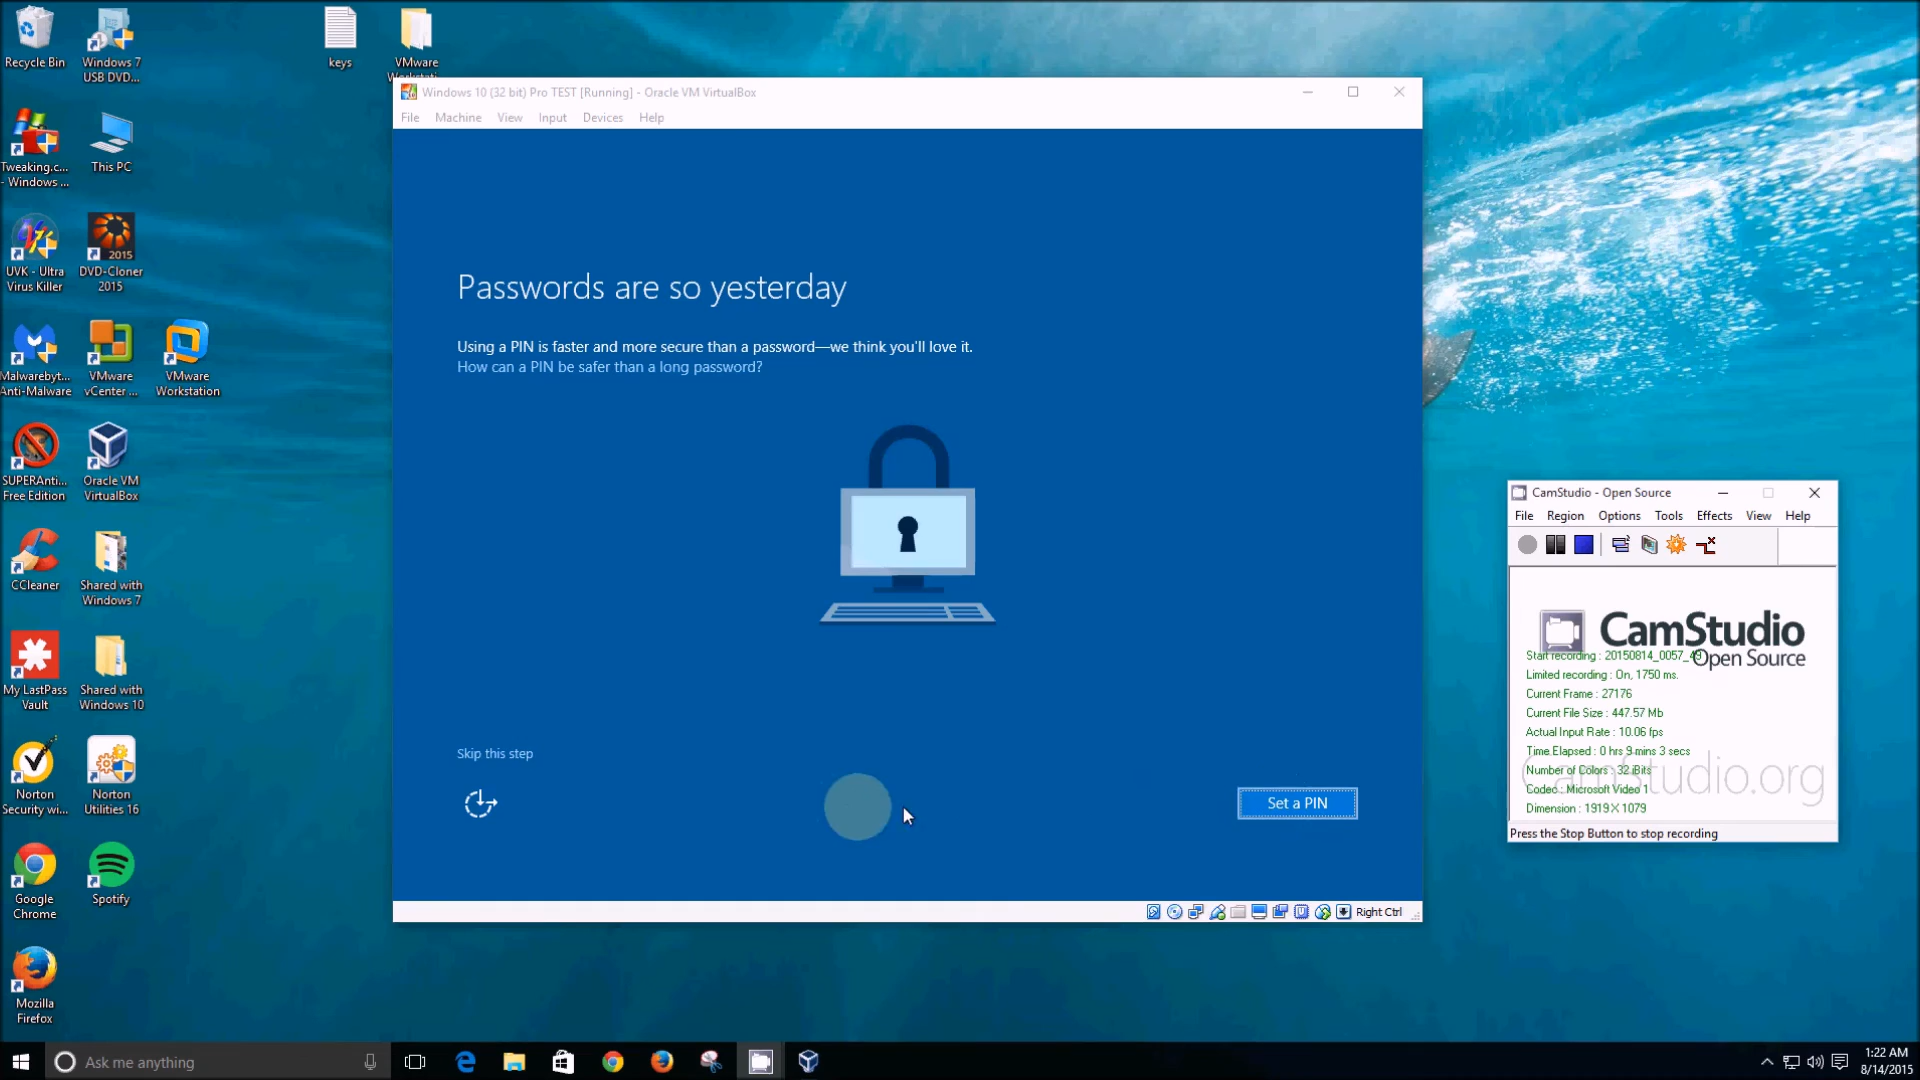 Recycle Bin
Windows 7
USB DVD...
keys
VMware
Workstati...
Tweaking.c...
- Windows ...
This PC
UVK - Ultra
Virus Killer
2015
DVD-Cloner
2015
Malwarebyt...
Anti-Malware
VMware
vCenter ...
VMware
Workstation
SUPERAnti...
Free Edition
Oracle VM
VirtualBox
CCleaner
Shared with
Windows 7
My LastPass
Vault
Shared with
Windows 10
Norton
Security wi...
Norton
Utilities 16
Google
Chrome
Spotify
Mozilla
Firefox
Windows 10 (32 bit) Pro TEST [Running] - Oracle VM VirtualBox
File Machine View Input Devices Help
Passwords are so yesterday
Using a PIN is faster and more secure than a password—we think you'll love it.
How can a PIN be safer than a long password?
Skip this step
Set a PIN
Right Ctrl
CamStudio - Open Source
File Region Options Tools Effects View Help
CamStudio
Open Source
Start recording : 20150814_0057_49
Limited recording : On, 1750 ms.
Current Frame : 27176
Current File Size : 447.57 Mb
Actual Input Rate : 10.06 fps
Time Elapsed : 0 hrs 9 mins 3 secs
Number of Colors : 32 Bits
CamStudio.org
Codec : Microsoft Video 1
Dimension : 1919 X 1079
Press the Stop Button to stop recording
Ask me anything
1:22 AM
8/14/2015